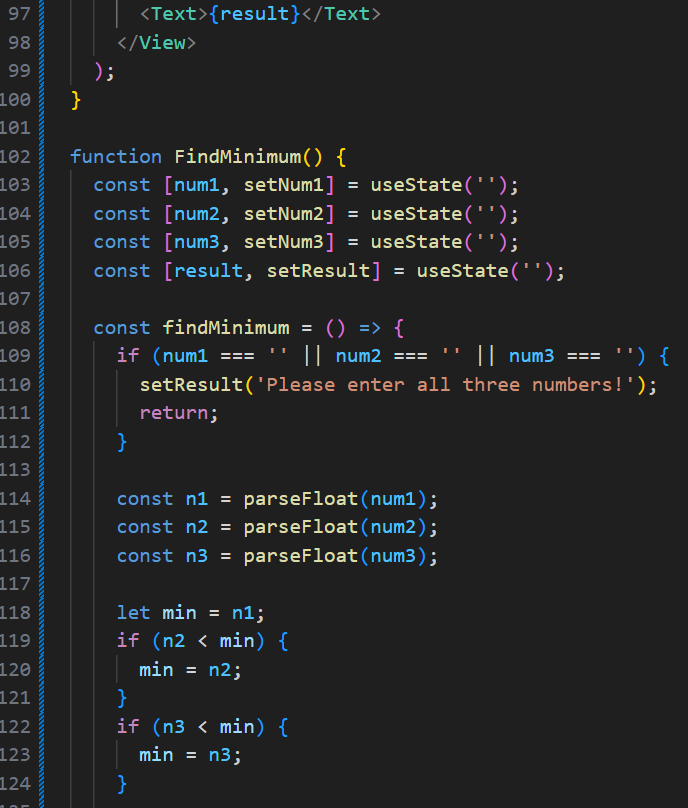 97 <Text>{result}</Text>
98 </View>
99 );
100 }
101
102 function FindMinimum() {
103 const [num1, setNum1] = useState('');
104 const [num2, setNum2] = useState('');
105 const [num3, setNum3] = useState('');
106 const [result, setResult] = useState('');
107
108 const findMinimum = () => {
109 if (num1 === '' || num2 === '' || num3 === '') {
110 setResult('Please enter all three numbers!');
111 return;
112 }
113
114 const n1 = parseFloat(num1);
115 const n2 = parseFloat(num2);
116 const n3 = parseFloat(num3);
117
118 let min = n1;
119 if (n2 < min) {
120 min = n2;
121 }
122 if (n3 < min) {
123 min = n3;
124 }